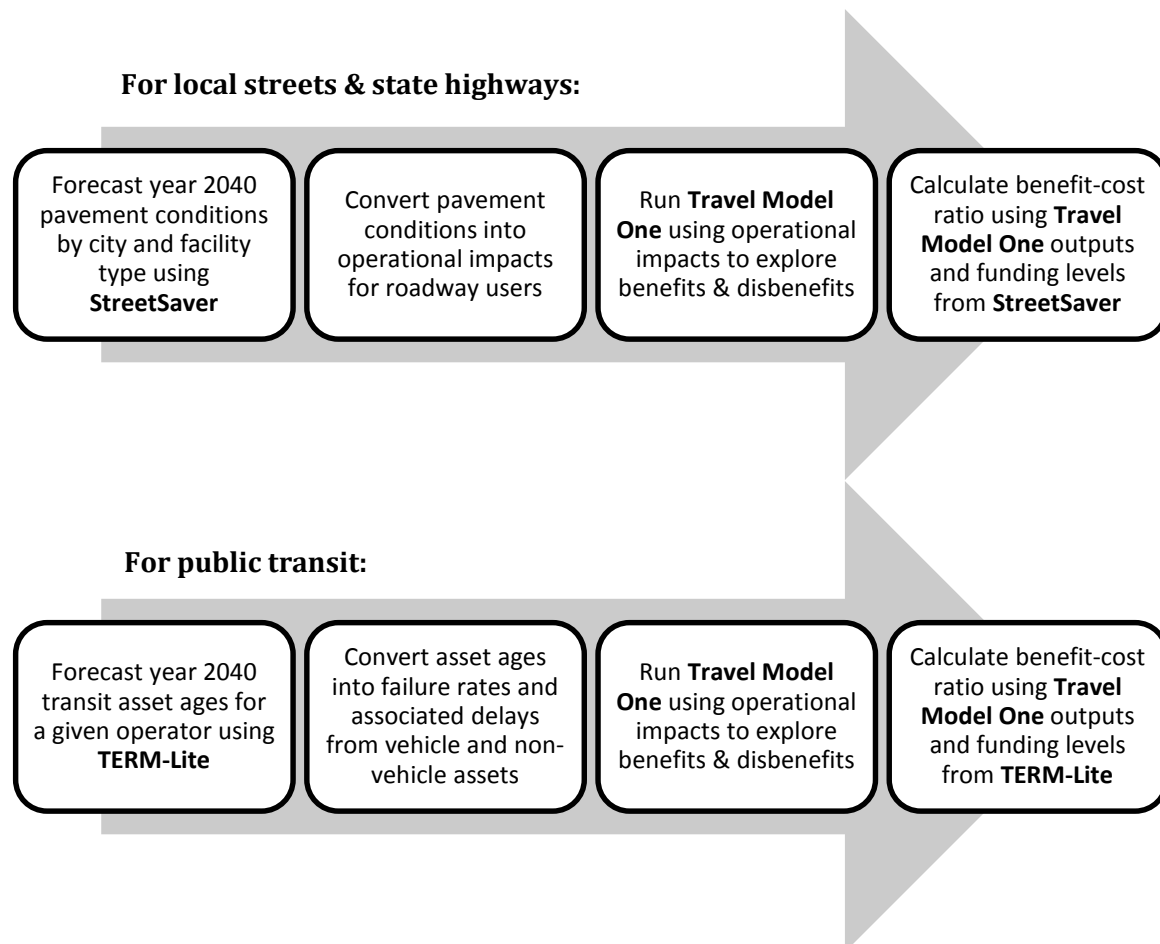 For local streets & state highways:
Forecast year 2040
pavement conditions
by city and facility
type using
StreetSaver
Convert pavement
conditions into
operational impacts
for roadway users
Run Travel Model
One using operational
impacts to explore
benefits & disbenefits
Calculate benefit-cost
ratio using Travel
Model One outputs
and funding levels
from StreetSaver
For public transit:
Forecast year 2040
transit asset ages for
a given operator using
TERM-Lite
Convert asset ages
into failure rates and
associated delays
from vehicle and non-
vehicle assets
Run Travel Model
One using operational
impacts to explore
benefits & disbenefits
Calculate benefit-cost
ratio using Travel
Model One outputs
and funding levels
from TERM-Lite